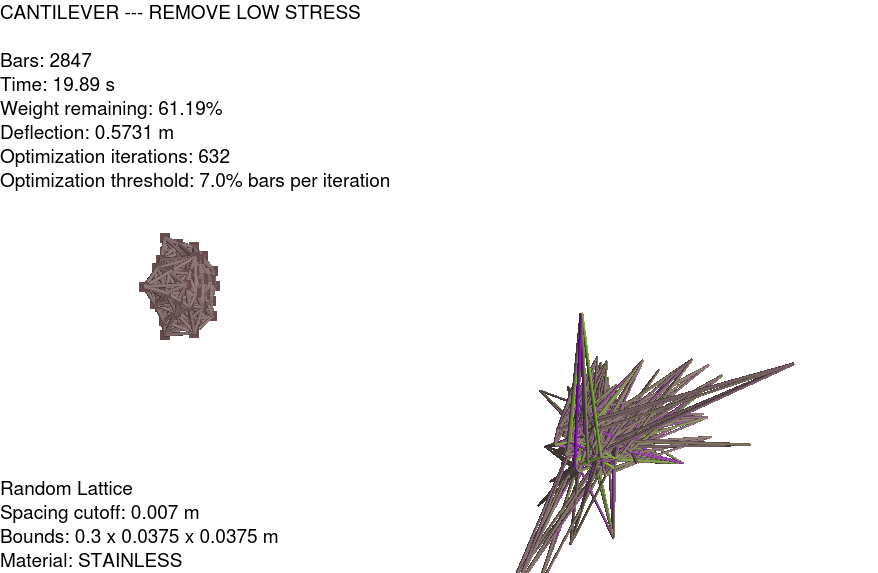 CANTILEVER --- REMOVE LOW STRESS
Bars: 2847
Time: 19.89 s
Weight remaining: 61.19%
Deflection: 0.5731 m
Optimization iterations: 632
Optimization threshold: 7.0% bars per iteration
Random Lattice
Spacing cutoff: 0.007 m
Bounds: 0.3 x 0.0375 x 0.0375 m
Material: STAINLESS